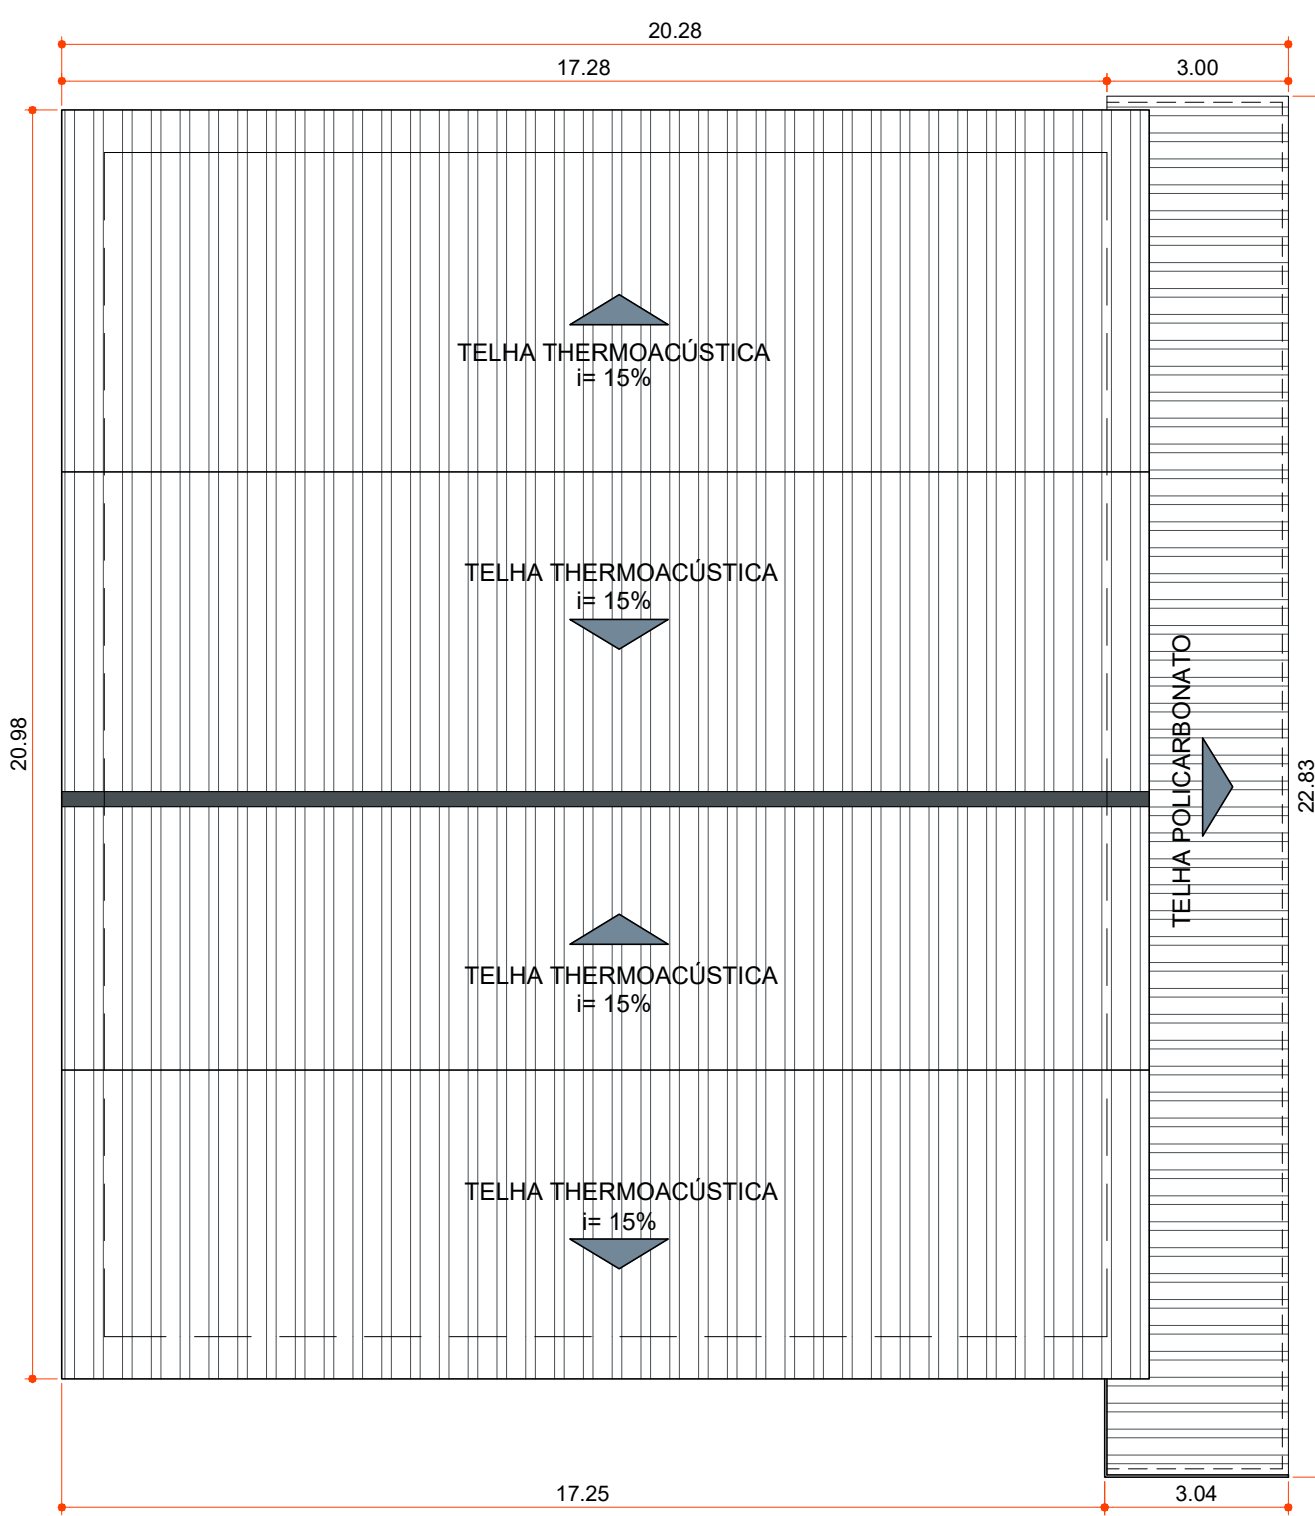 20.28
17.28
3.00
TELHA THERMOACÚSTICA
i= 15%
TELHA THERMOACÚSTICA
i= 15%
TELHA POLICARBONATO
20.98
22.83
TELHA THERMOACÚSTICA
i= 15%
TELHA THERMOACÚSTICA
i= 15%
17.25
3.04